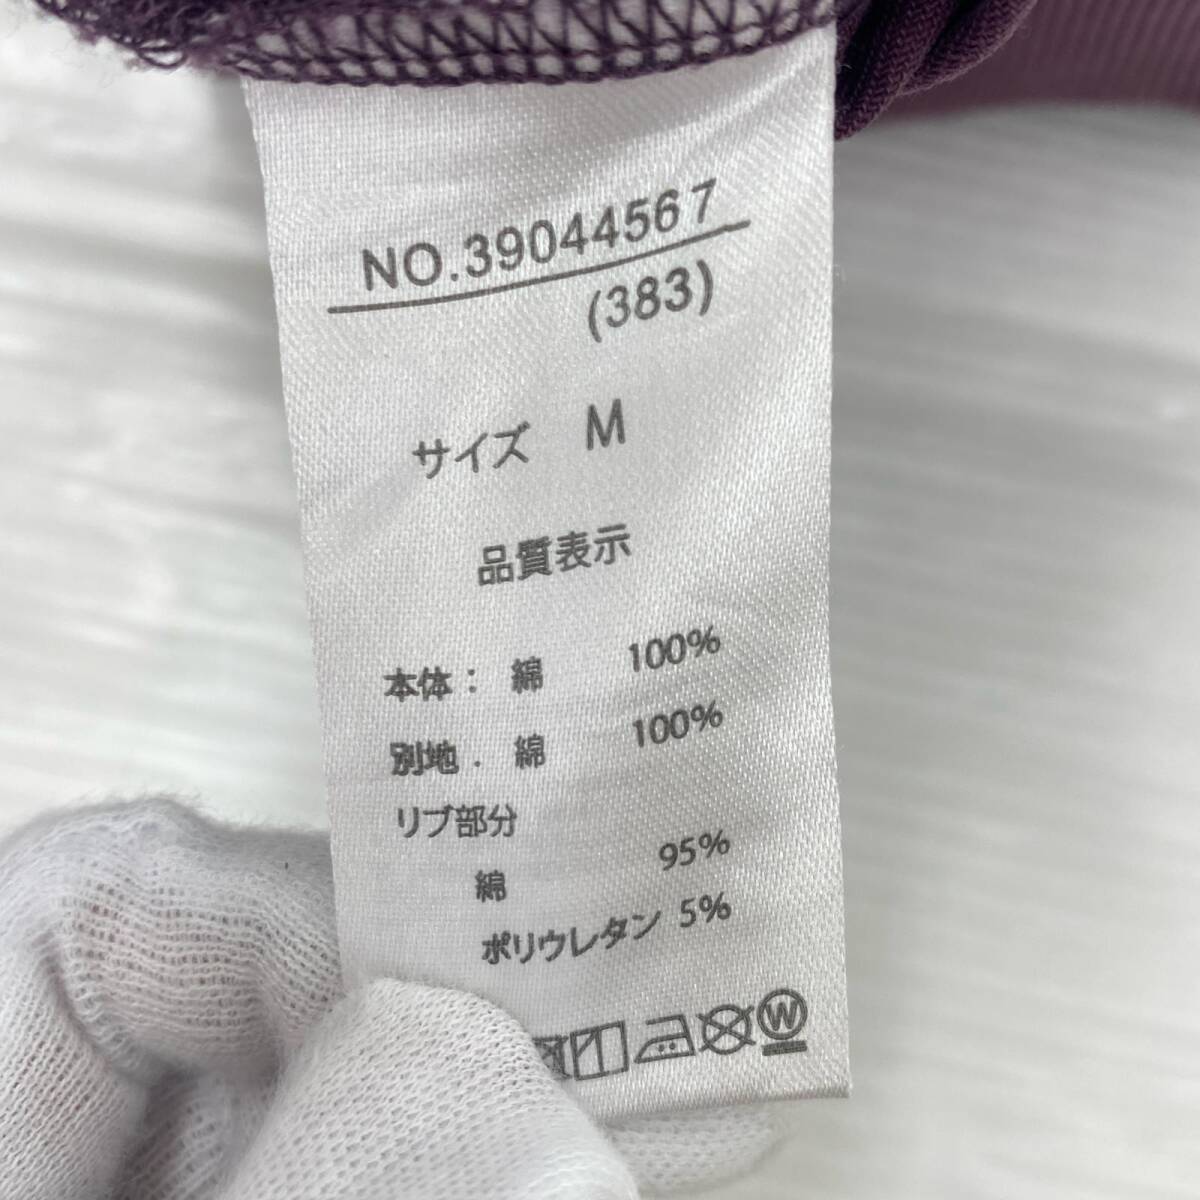 NO.39044567
(383)
サイズ M
品質表示
本体: 綿 100%
別地. 綿 100%
リブ部分
綿 95%
ポリウレタン 5%
W